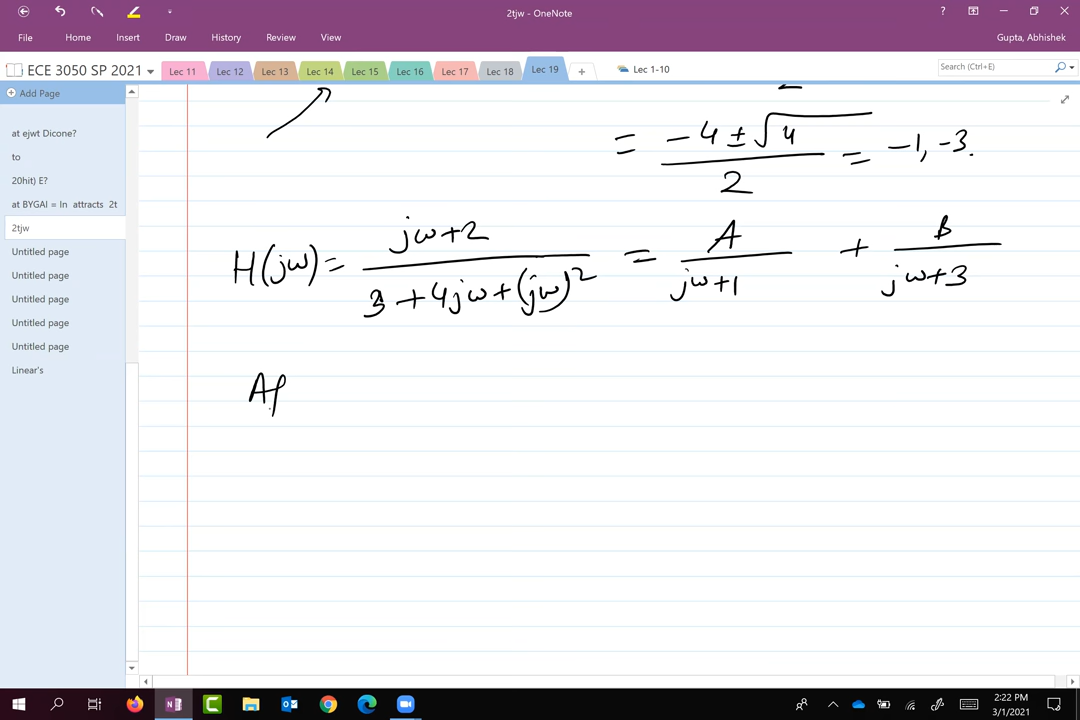 2tjw - OneNote
?
Gupta, Abhishek
File Home Insert Draw History Review View
ECE 3050 SP 2021 Lec 11 Lec 12 Lec 13 Lec 14 Lec 15 Lec 16 Lec 17 Lec 18 Lec 19 + Lec 1-10 Search (Ctrl+E)
Add Page
at ejwt Dicone?
to
20hit) E?
at BYGAI = In attracts 2t
2tjw
Untitled page
Untitled page
Untitled page
Untitled page
Untitled page
Linear's
= -4 ± √4 / 2 = -1, -3.
H(jω) = jω+2 / 3 + 4jω + (jω)² = A / jω+1 + B / jω+3
Ap
2:22 PM
3/1/2021